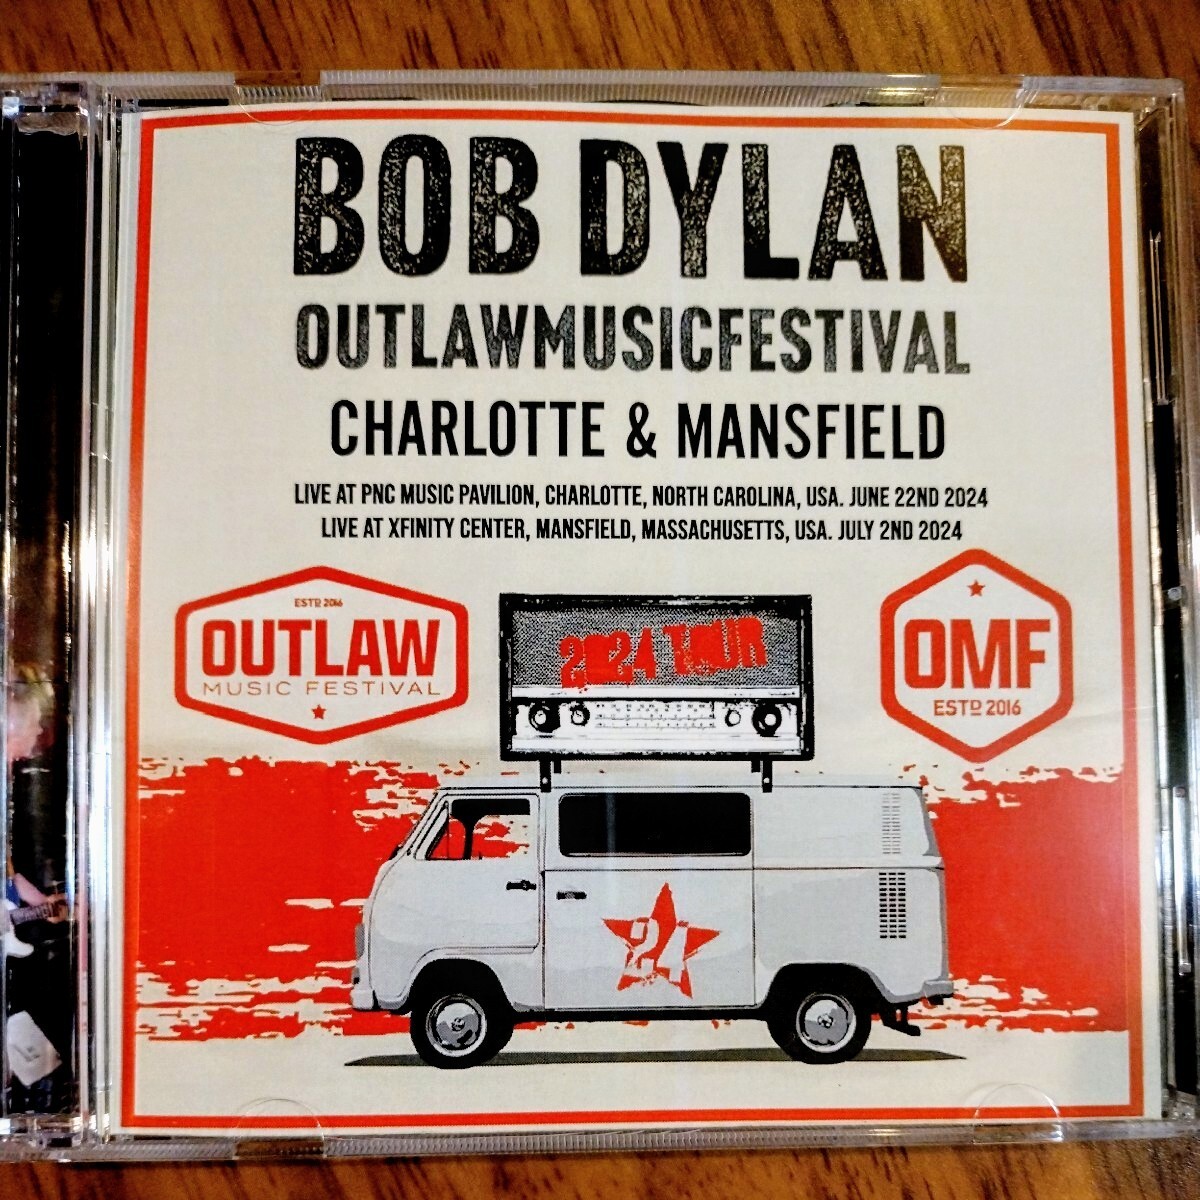 BOB DYLAN
OUTLAWMUSICFESTIVAL
CHARLOTTE & MANSFIELD
LIVE AT PNC MUSIC PAVILION, CHARLOTTE, NORTH CAROLINA, USA. JUNE 22ND 2024
LIVE AT XFINITY CENTER, MANSFIELD, MASSACHUSETTS, USA. JULY 2ND 2024
ESTD 2016
OUTLAW
MUSIC FESTIVAL
2024 TOUR
OMF
ESTD 2016
24